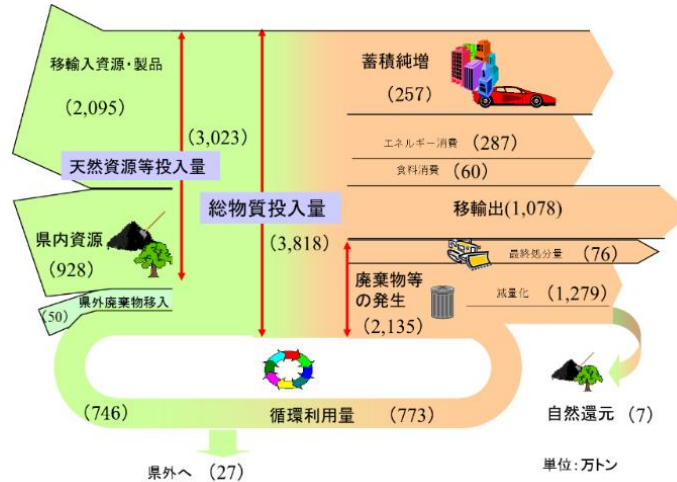 移輸入資源・製品
(2,095)
天然資源等投入量
(3,023)
総物質投入量
(3,818)
県内資源
(928)
県外廃棄物移入
(50)
蓄積純増
(257)
エネルギー消費 (287)
食料消費 (60)
移輸出(1,078)
最終処分量 (76)
廃棄物等
の発生
(2,135)
減量化 (1,279)
(746)
循環利用量 (773)
自然還元 (7)
県外へ (27)
単位:万トン